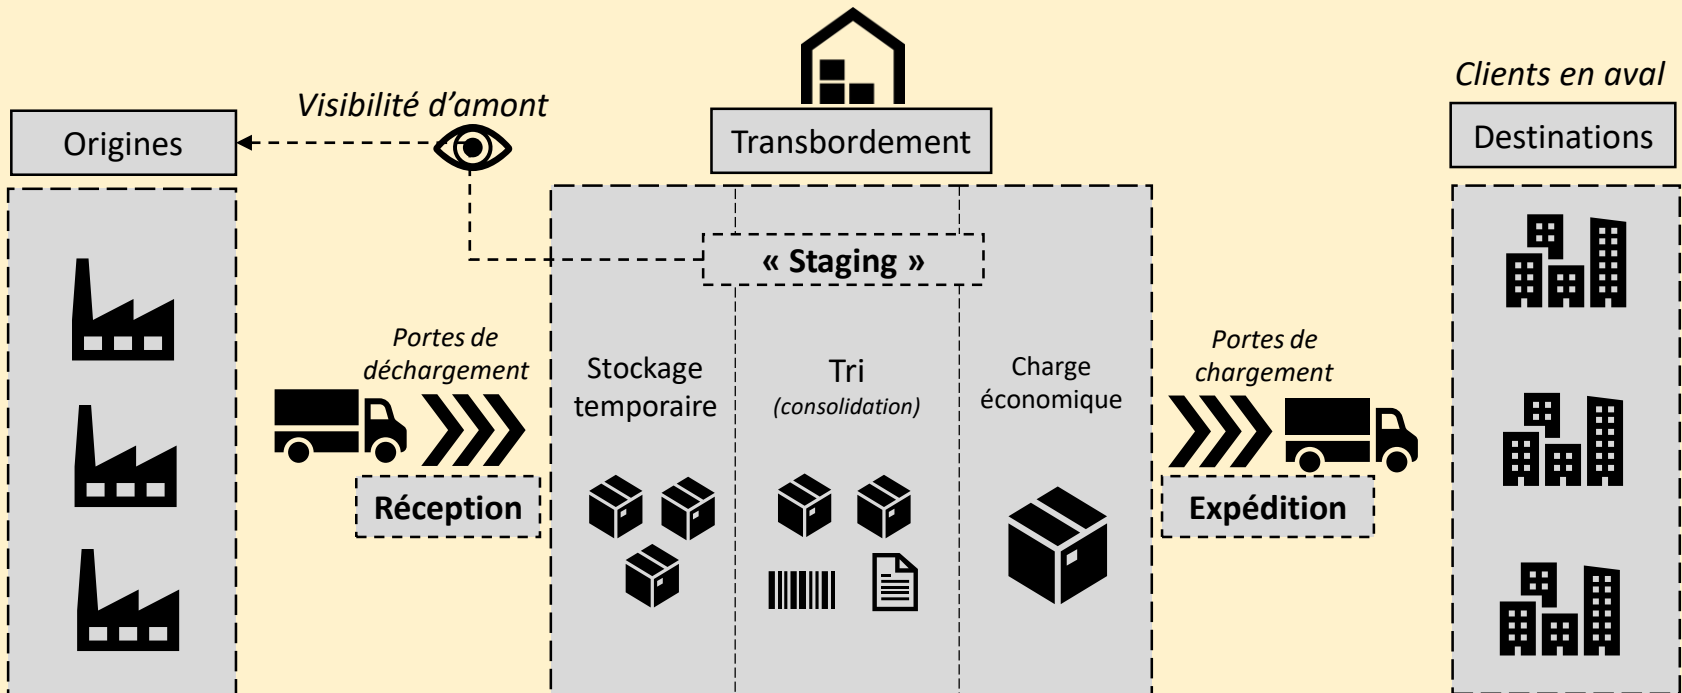 Clients en aval
Visibilité d’amont
Origines
Transbordement
Destinations
« Staging »
Portes de
déchargement
Réception
Stockage
temporaire
Tri
(consolidation)
Charge
économique
Portes de
chargement
Expédition